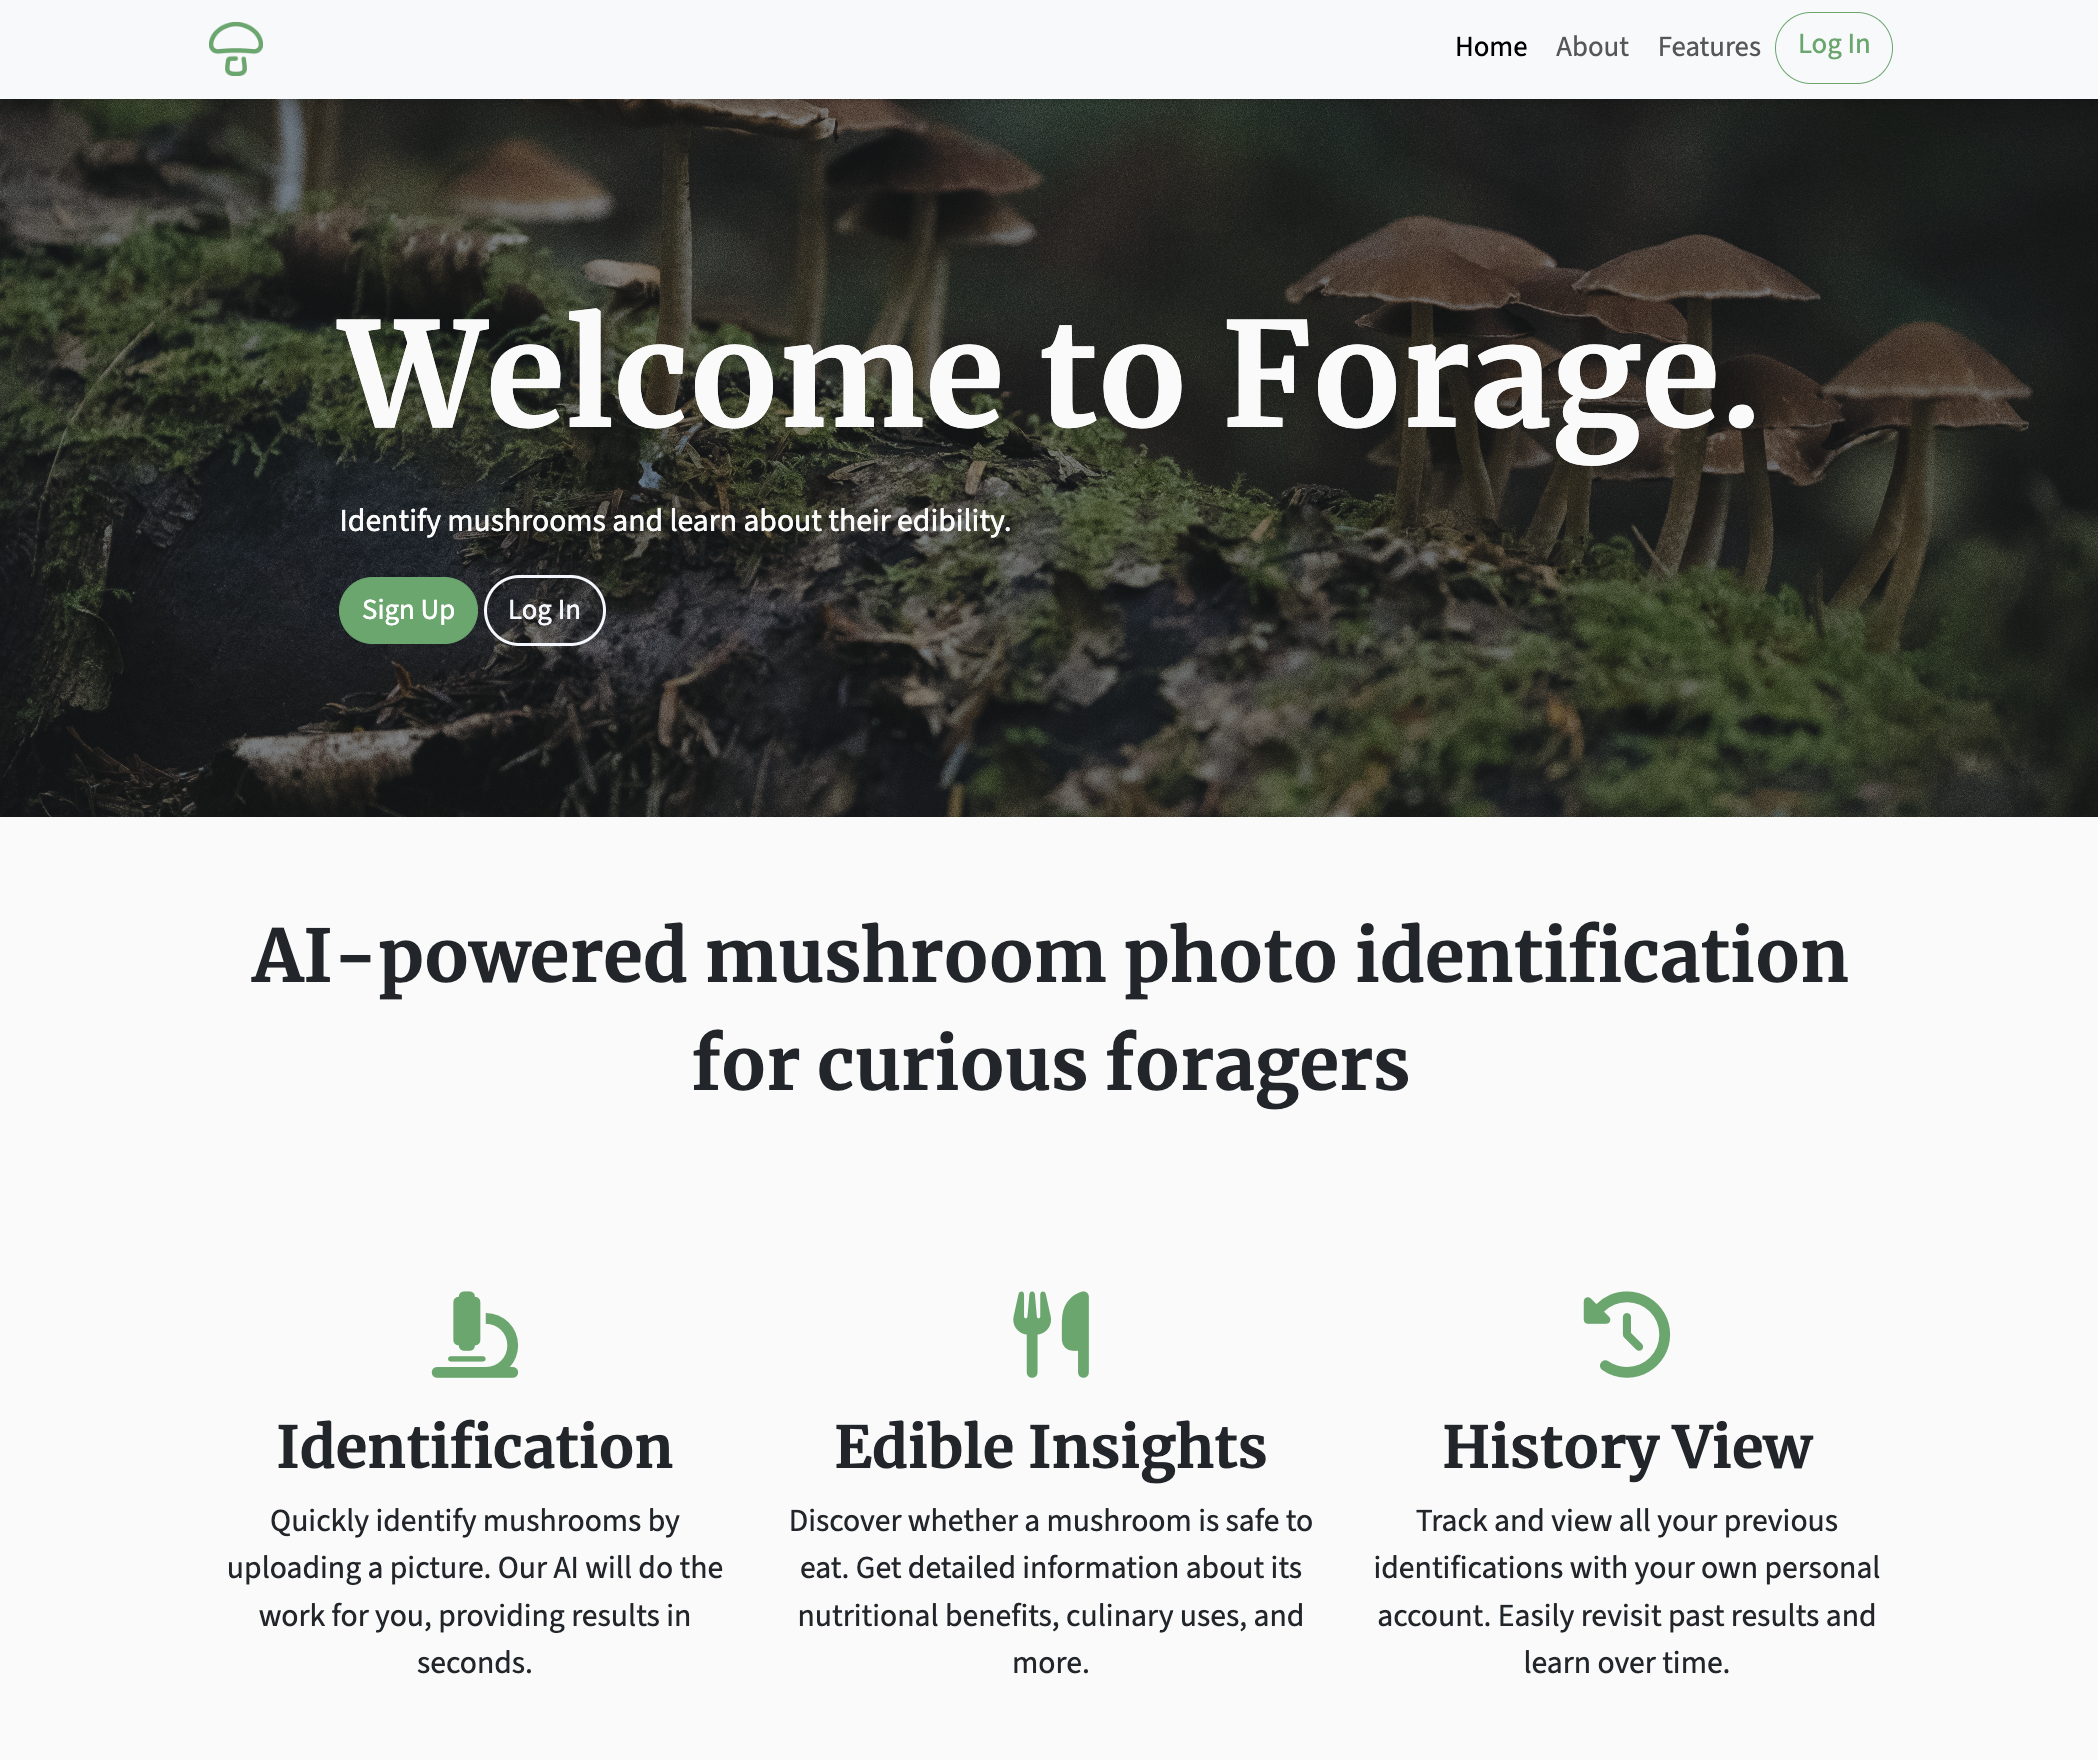 Home About Features Log In
Welcome to Forage.
Identify mushrooms and learn about their edibility.
Sign Up Log In
AI-powered mushroom photo identification
for curious foragers
Identification
Quickly identify mushrooms by
uploading a picture. Our AI will do the
work for you, providing results in
seconds.
Edible Insights
Discover whether a mushroom is safe to
eat. Get detailed information about its
nutritional benefits, culinary uses, and
more.
History View
Track and view all your previous
identifications with your own personal
account. Easily revisit past results and
learn over time.